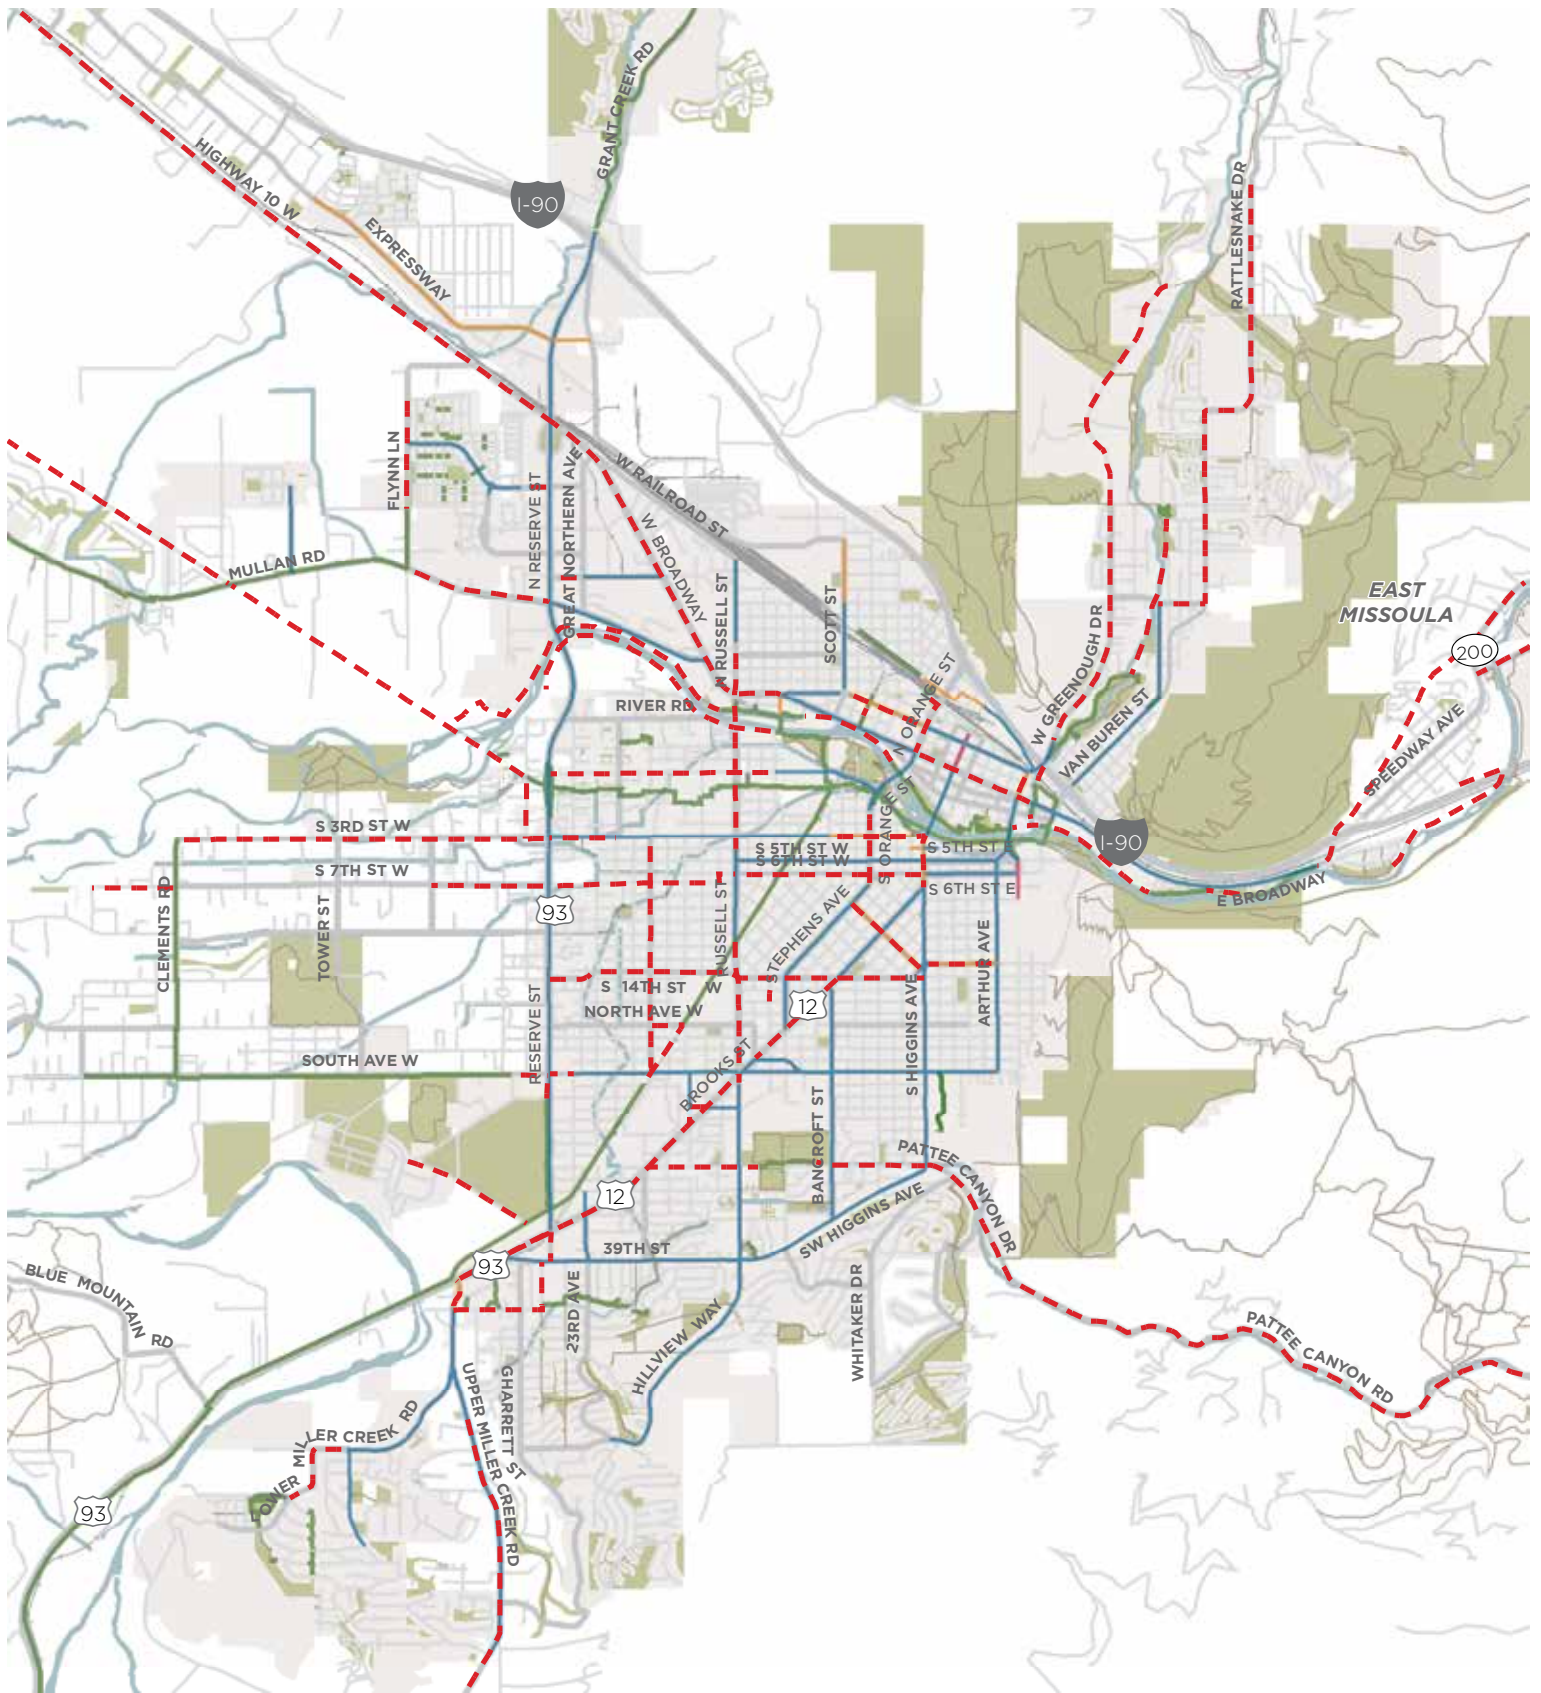 GRANT CREEK RD
I-90
HIGHWAY 10 W
EXPRESSWAY
RATTLESNAKE DR
FLYNN LN
N RESERVE ST
GREAT NORTHERN AVE
W RAILROAD ST
W BROADWAY
MULLAN RD
N RUSSELL ST
SCOTT ST
EAST
MISSOULA
200
W GREENOUGH DR
N ORANGE ST
RIVER RD
VAN BUREN ST
SPEEDWAY AVE
S 3RD ST W
S ORANGE ST
S 5TH ST W
S 5TH ST E
S 6TH ST W
I-90
S 7TH ST W
S 6TH ST E
E BROADWAY
CLEMENTS RD
TOWER ST
93
RUSSELL ST
STEPHENS AVE
ARTHUR AVE
S 14TH ST W
12
NORTH AVE W
RESERVE ST
S HIGGINS AVE
SOUTH AVE W
BROOKS ST
BANCROFT ST
PATTEE CANYON DR
12
SW HIGGINS AVE
39TH ST
93
BLUE MOUNTAIN RD
23RD AVE
WHITAKER DR
HILLVIEW WAY
PATTEE CANYON RD
UPPER MILLER CREEK RD
GHARRETT ST
LOWER MILLER CREEK RD
93